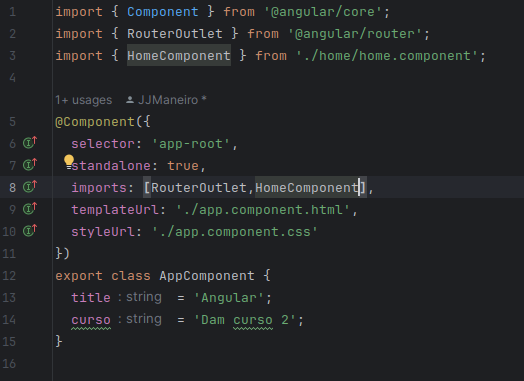 1 import { Component } from '@angular/core';
2 import { RouterOutlet } from '@angular/router';
3 import { HomeComponent } from './home/home.component';
4
1+ usages JJManeiro *
5 @Component({
6 selector: 'app-root',
7 standalone: true,
8 imports: [RouterOutlet,HomeComponent],
9 templateUrl: './app.component.html',
10 styleUrl: './app.component.css'
11 })
12 export class AppComponent {
13 title : string = 'Angular';
14 curso : string = 'Dam curso 2';
15 }
16